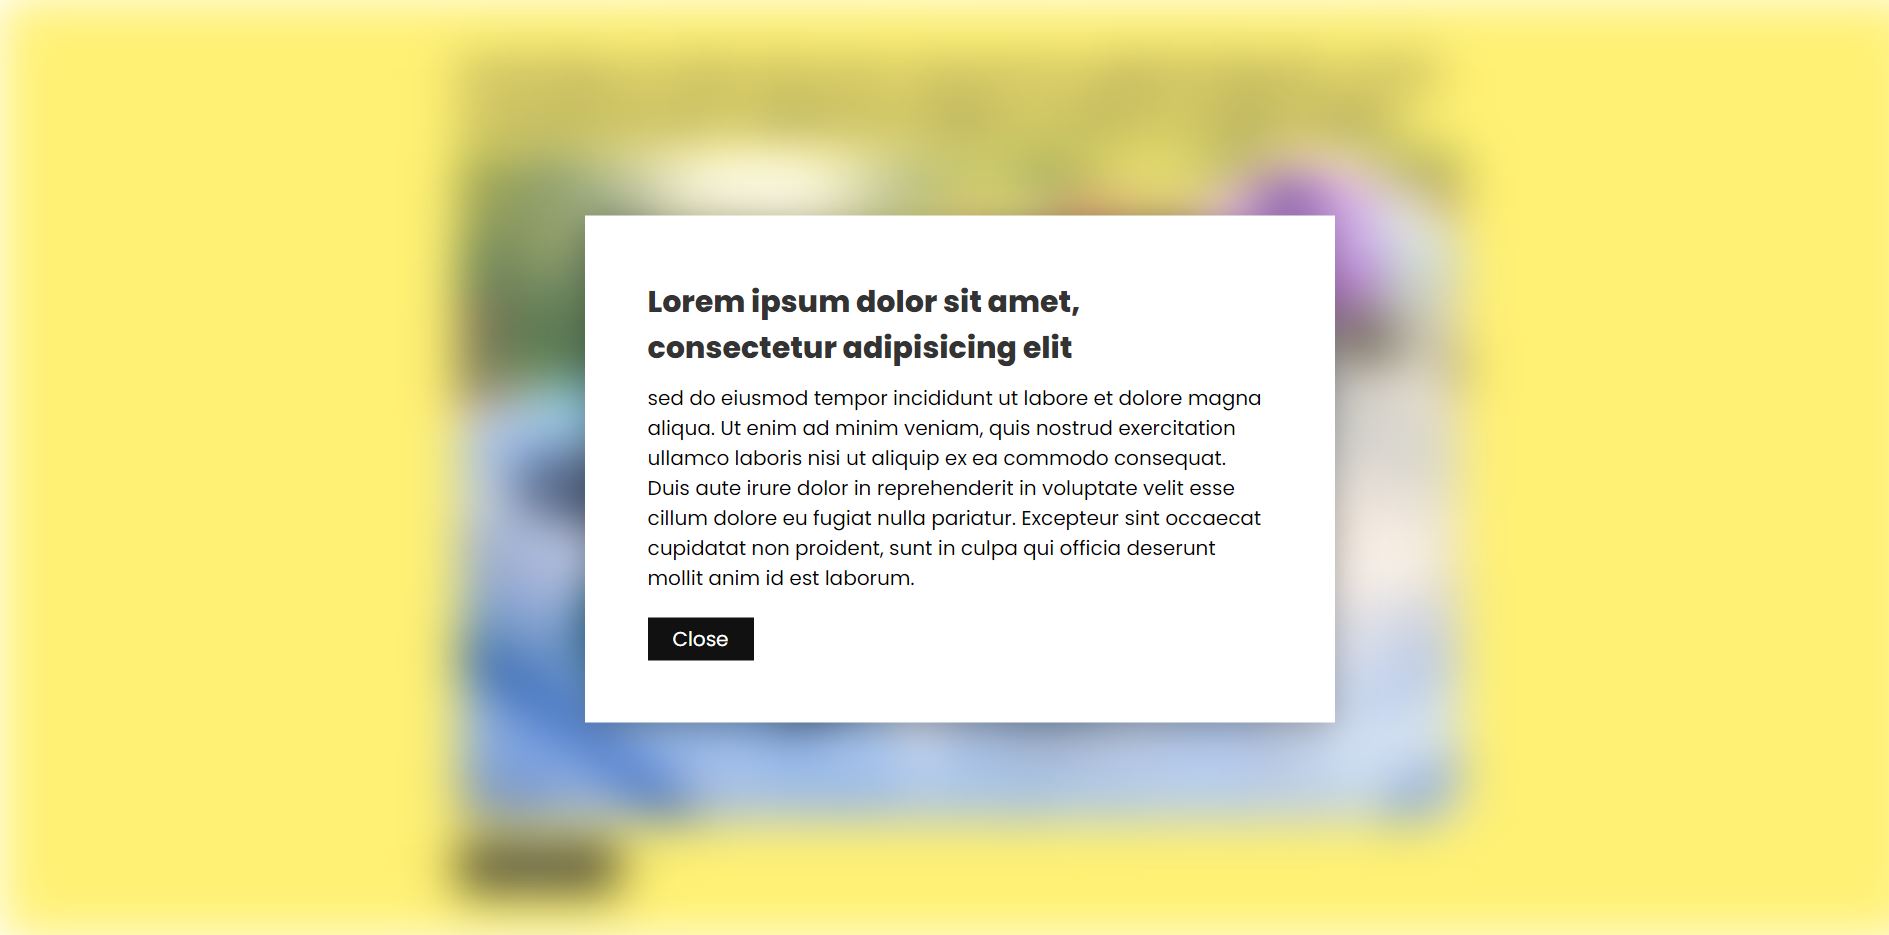 Lorem ipsum dolor sit amet,
consectetur adipisicing elit
sed do eiusmod tempor incididunt ut labore et dolore magna
aliqua. Ut enim ad minim veniam, quis nostrud exercitation
ullamco laboris nisi ut aliquip ex ea commodo consequat.
Duis aute irure dolor in reprehenderit in voluptate velit esse
cillum dolore eu fugiat nulla pariatur. Excepteur sint occaecat
cupidatat non proident, sunt in culpa qui officia deserunt
mollit anim id est laborum.
Close